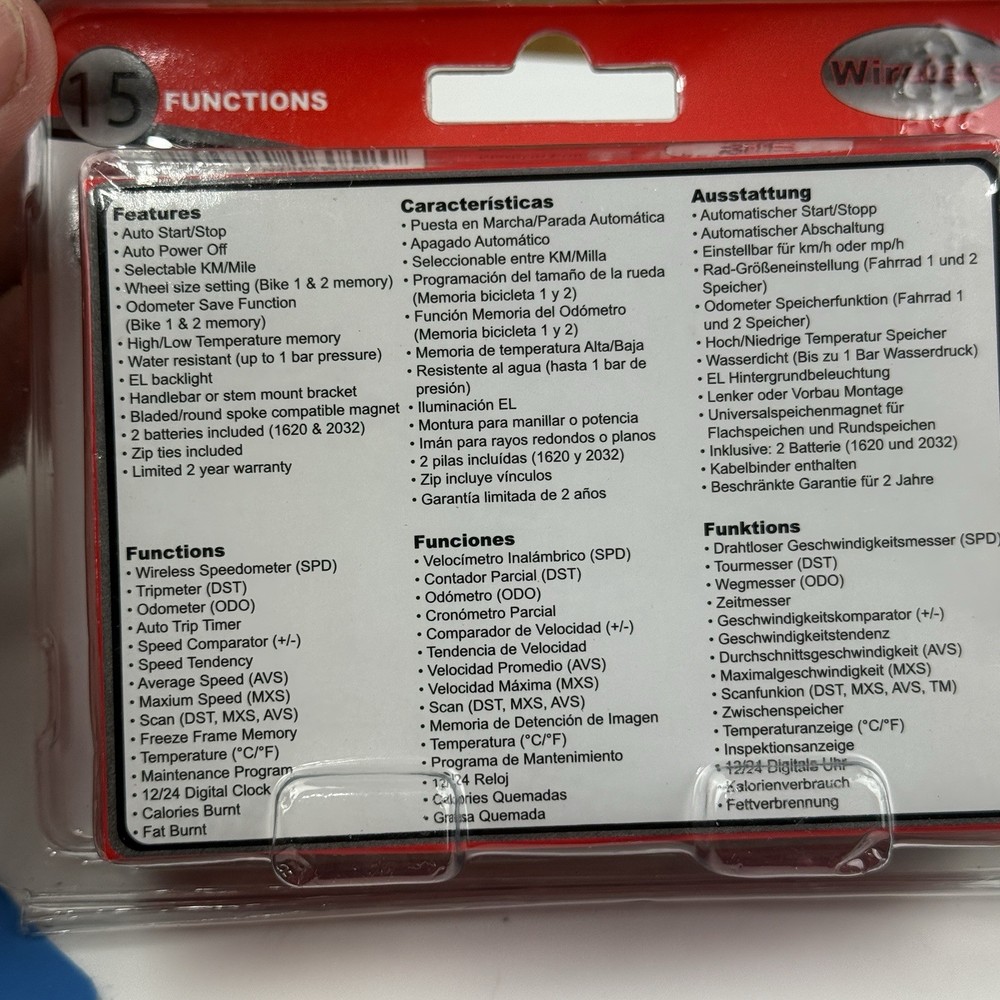 15 FUNCTIONS
Wireless
Features
• Auto Start/Stop
• Auto Power Off
• Selectable KM/Mile
• Wheel size setting (Bike 1 & 2 memory)
• Odometer Save Function
(Bike 1 & 2 memory)
• High/Low Temperature memory
• Water resistant (up to 1 bar pressure)
• EL backlight
• Handlebar or stem mount bracket
• Bladed/round spoke compatible magnet
• 2 batteries included (1620 & 2032)
• Zip ties included
• Limited 2 year warranty
Functions
• Wireless Speedometer (SPD)
• Tripmeter (DST)
• Odometer (ODO)
• Auto Trip Timer
• Speed Comparator (+/-)
• Speed Tendency
• Average Speed (AVS)
• Maxium Speed (MXS)
• Scan (DST, MXS, AVS)
• Freeze Frame Memory
• Temperature (°C/°F)
• Maintenance Program
• 12/24 Digital Clock
• Calories Burnt
• Fat Burnt
Características
• Puesta en Marcha/Parada Automática
• Apagado Automático
• Seleccionable entre KM/Milla
• Programación del tamaño de la rueda
(Memoria bicicleta 1 y 2)
• Función Memoria del Odómetro
(Memoria bicicleta 1 y 2)
• Memoria de temperatura Alta/Baja
• Resistente al agua (hasta 1 bar de
presión)
• Iluminación EL
• Montura para manillar o potencia
• Imán para rayos redondos o planos
• 2 pilas incluídas (1620 y 2032)
• Zip incluye vínculos
• Garantía limitada de 2 años
Funciones
• Velocímetro Inalámbrico (SPD)
• Contador Parcial (DST)
• Odómetro (ODO)
• Cronómetro Parcial
• Comparador de Velocidad (+/-)
• Tendencia de Velocidad
• Velocidad Promedio (AVS)
• Velocidad Máxima (MXS)
• Scan (DST, MXS, AVS)
• Memoria de Detención de Imagen
• Temperatura (°C/°F)
• Programa de Mantenimiento
• 12/24 Reloj
• Calories Quemadas
• Grasa Quemada
Ausstattung
• Automatischer Start/Stopp
• Automatischer Abschaltung
• Einstellbar für km/h oder mp/h
• Rad-Größeneinstellung (Fahrrad 1 und 2
Speicher)
• Odometer Speicherfunktion (Fahrrad 1
und 2 Speicher)
• Hoch/Niedrige Temperatur Speicher
• Wasserdicht (Bis zu 1 Bar Wasserdruck)
• EL Hintergrundbeleuchtung
• Lenker oder Vorbau Montage
• Universalspeichenmagnet für
Flachspeichen und Rundspeichen
• Inklusive: 2 Batterie (1620 und 2032)
• Kabelbinder enthalten
• Beschränkte Garantie für 2 Jahre
Funktions
• Drahtloser Geschwindigkeitsmesser (SPD)
• Tourmesser (DST)
• Wegmesser (ODO)
• Zeitmesser
• Geschwindigkeitskomparator (+/-)
• Geschwindigkeitstendenz
• Durchschnittsgeschwindigkeit (AVS)
• Maximalgeschwindigkeit (MXS)
• Scanfunkion (DST, MXS, AVS, TM)
• Zwischenspeicher
• Temperaturanzeige (°C/°F)
• Inspektionsanzeige
• 12/24 Digitale Uhr
• Kalorienverbrauch
• Fettverbrennung